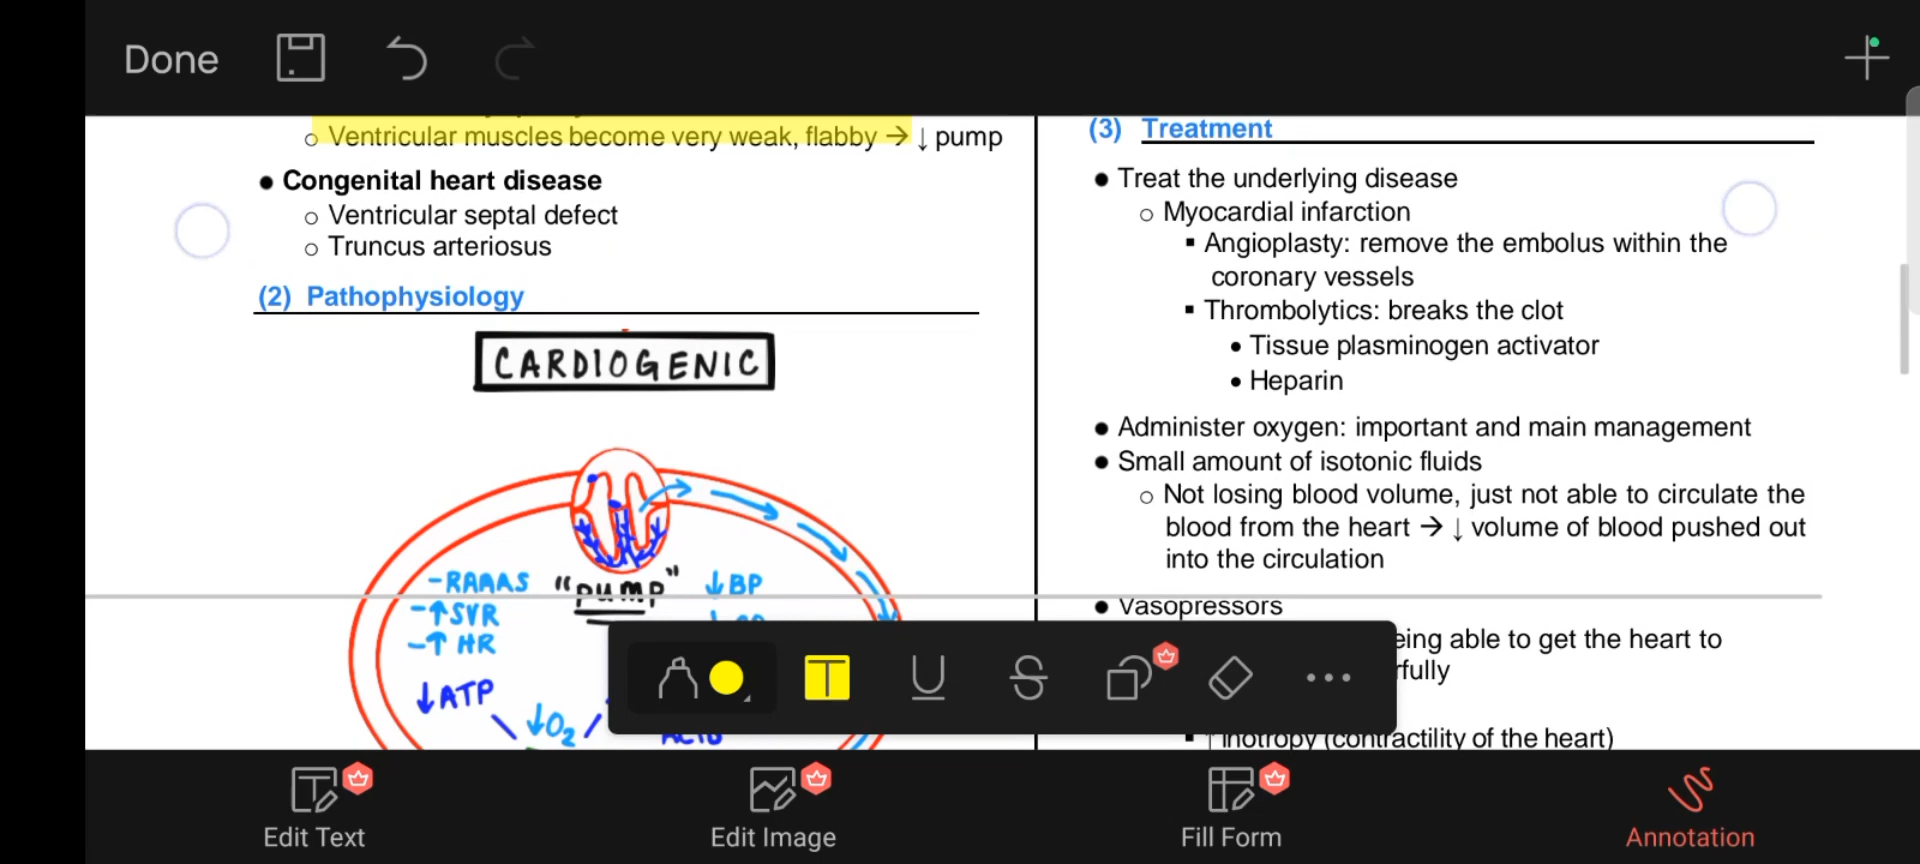 Done
○ Ventricular muscles become very weak, flabby → ↓ pump
● Congenital heart disease
○ Ventricular septal defect
○ Truncus arteriosus
(2) Pathophysiology
CARDIOGENIC
-RAAAS "PUMP" ↓BP
-↑SVR
-↑ HR
↓ATP
↓O2
(3) Treatment
● Treat the underlying disease
○ Myocardial infarction
▪ Angioplasty: remove the embolus within the
coronary vessels
▪ Thrombolytics: breaks the clot
• Tissue plasminogen activator
• Heparin
● Administer oxygen: important and main management
● Small amount of isotonic fluids
○ Not losing blood volume, just not able to circulate the
blood from the heart → ↓ volume of blood pushed out
into the circulation
● Vasopressors
eing able to get the heart to
rfully
▪ ↑ inotropy (contractility of the heart)
Edit Text
Edit Image
Fill Form
Annotation